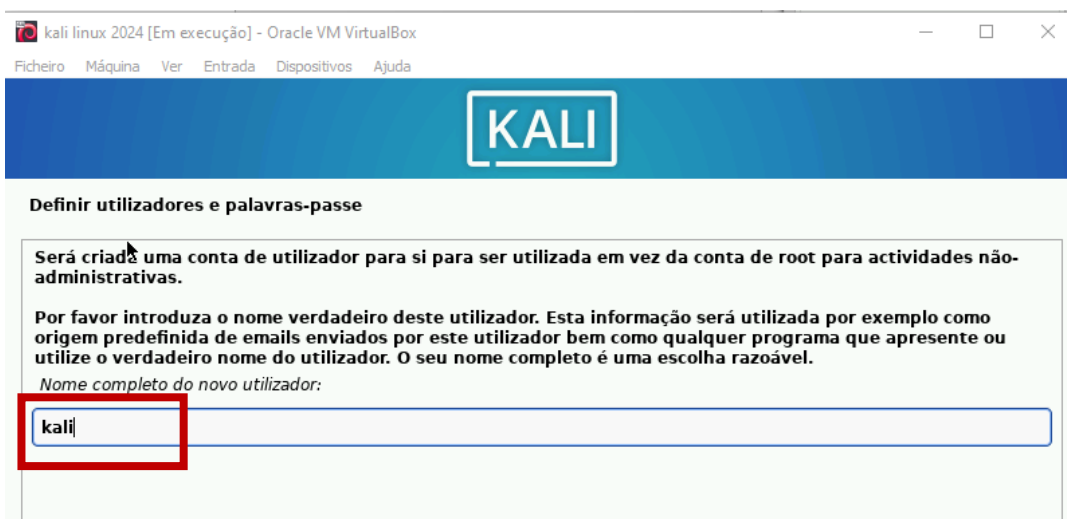 kali linux 2024 [Em execução] - Oracle VM VirtualBox
Ficheiro Máquina Ver Entrada Dispositivos Ajuda
KALI
Definir utilizadores e palavras-passe
Será criada uma conta de utilizador para si para ser utilizada em vez da conta de root para actividades não-
administrativas.
Por favor introduza o nome verdadeiro deste utilizador. Esta informação será utilizada por exemplo como
origem predefinida de emails enviados por este utilizador bem como qualquer programa que apresente ou
utilize o verdadeiro nome do utilizador. O seu nome completo é uma escolha razoável.
Nome completo do novo utilizador:
kali